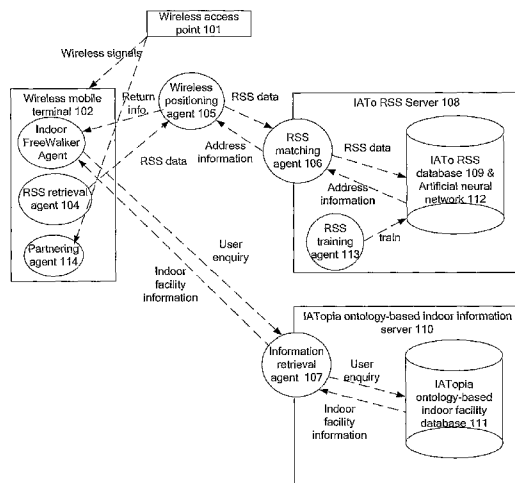 Wireless access
point 101
Wireless signals
Wireless mobile
terminal 102
Indoor
FreeWalker
Agent
RSS retrieval
agent 104
Partnering
agent 114
Return
info.
Wireless
positioning
agent 105
RSS data
RSS data
Address
information
IATo RSS Server 108
RSS
matching
agent 106
RSS data
Address
information
IATo RSS
database 109 &
Artificial neural
network 112
RSS
training
agent 113
train
User
enquiry
Indoor
facility
information
IATopia ontology-based indoor information
server 110
Information
retrieval
agent 107
User
enquiry
Indoor
facility
information
IATopia
ontology-based
indoor facility
database 111